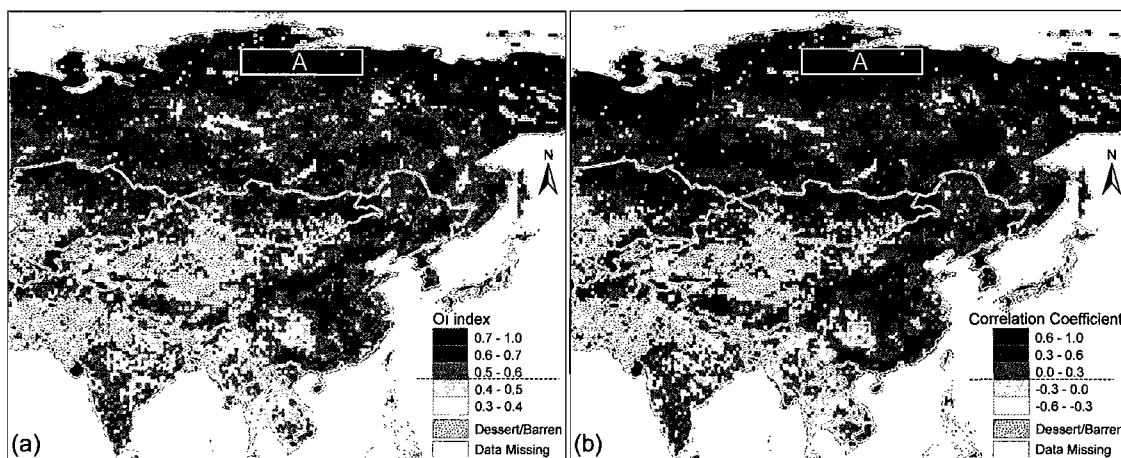 A
N
Oi index
0.7 - 1.0
0.6 - 0.7
0.5 - 0.6
0.4 - 0.5
0.3 - 0.4
Dessert/Barren
Data Missing
(a)
A
N
Correlation Coefficient
0.6 - 1.0
0.3 - 0.6
0.0 - 0.3
-0.3 - 0.0
-0.6 - -0.3
Dessert/Barren
Data Missing
(b)